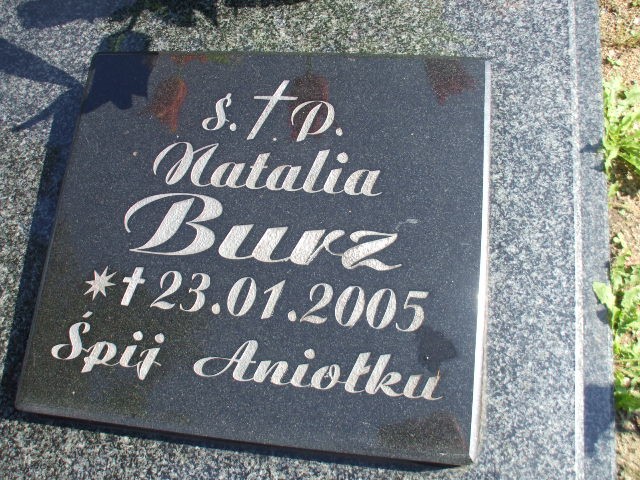 ś. † p.
Natalia
Burz
* † 23.01.2005
Śpij Aniołku